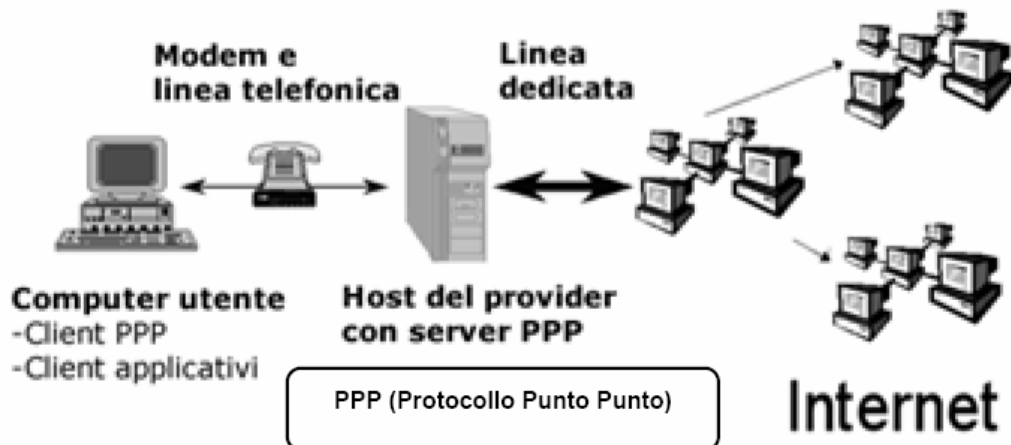 Modem e
linea telefonica
Linea
dedicata
Computer utente
-Client PPP
-Client applicativi
Host del provider
con server PPP
PPP (Protocollo Punto Punto)
Internet